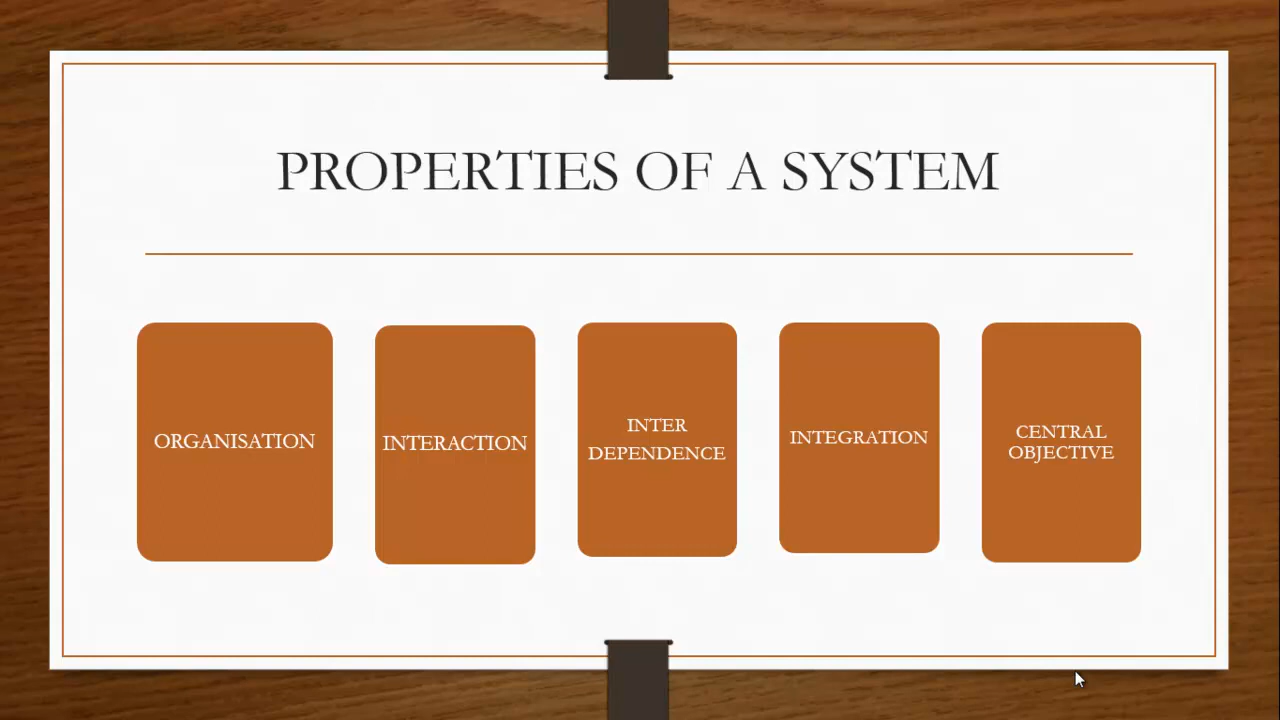 PROPERTIES OF A SYSTEM
ORGANISATION
INTERACTION
INTER
DEPENDENCE
INTEGRATION
CENTRAL
OBJECTIVE